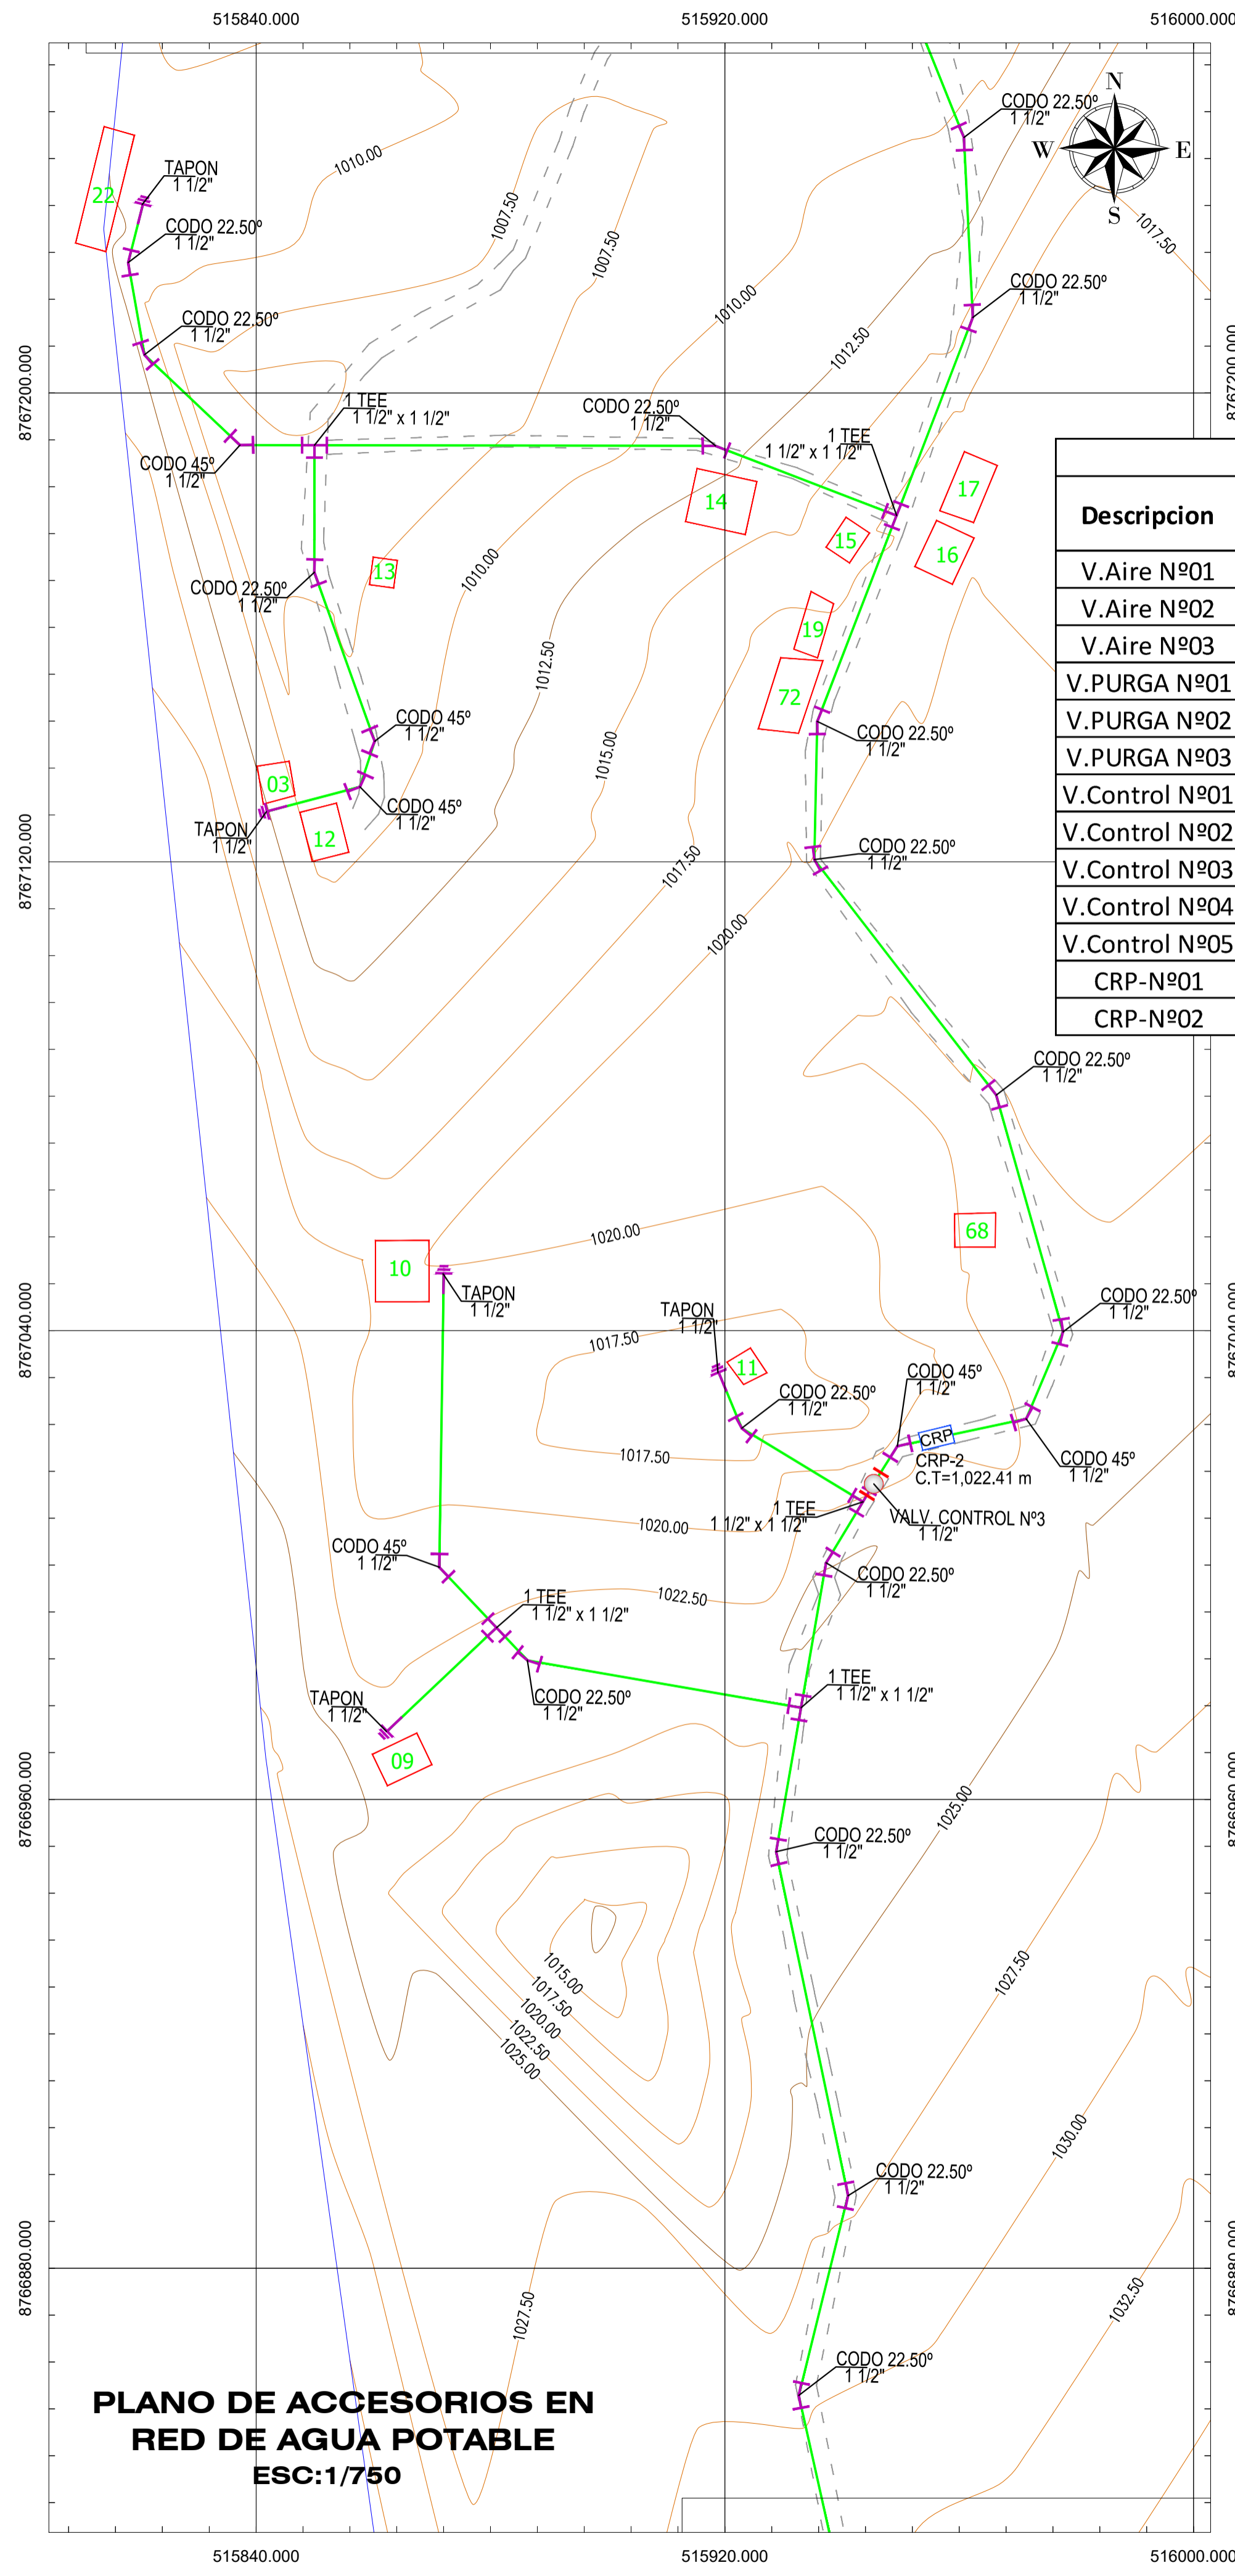 515840.000
515920.000
516000.000
N
W
E
S
CODO 22.50º
1 1/2"
1010.00
TAPON
1 1/2"
22
CODO 22.50º
1 1/2"
1007.50
1007.50
1017.50
CODO 22.50º
1 1/2"
1010.00
CODO 22.50º
1 1/2"
1012.50
8767200.000
8767200.000
1 TEE
1 1/2" x 1 1/2"
CODO 22.50º
1 1/2"
1 TEE
1 1/2" x 1 1/2"
CODO 45º
1 1/2"
14
17
15
16
Descripcion
V.Aire Nº01
V.Aire Nº02
V.Aire Nº03
V.PURGA Nº01
V.PURGA Nº02
V.PURGA Nº03
V.Control Nº01
V.Control Nº02
V.Control Nº03
V.Control Nº04
V.Control Nº05
CRP-Nº01
CRP-Nº02
13
CODO 22.50º
1 1/2"
1010.00
19
1012.50
72
CODO 45º
1 1/2"
CODO 22.50º
1 1/2"
1015.00
03
CODO 45º
1 1/2"
TAPON
1 1/2"
12
8767120.000
CODO 22.50º
1 1/2"
1017.50
1020.00
CODO 22.50º
1 1/2"
68
1020.00
10
TAPON
1 1/2"
CODO 22.50º
1 1/2"
8767040.000
8767040.000
TAPON
1 1/2"
1017.50
11
CODO 45º
1 1/2"
CODO 22.50º
1 1/2"
CRP
CRP-2
C.T=1,022.41 m
CODO 45º
1 1/2"
1017.50
1 TEE
1 1/2" x 1 1/2"
VALV. CONTROL Nº3
1 1/2"
1020.00
CODO 45º
1 1/2"
CODO 22.50º
1 1/2"
1022.50
1 TEE
1 1/2" x 1 1/2"
1 TEE
1 1/2" x 1 1/2"
CODO 22.50º
1 1/2"
TAPON
1 1/2"
09
8766960.000
8766960.000
1025.00
CODO 22.50º
1 1/2"
1015.00
1017.50
1020.00
1022.50
1025.00
1027.50
1030.00
CODO 22.50º
1 1/2"
8766880.000
8766880.000
1032.50
1027.50
CODO 22.50º
1 1/2"
PLANO DE ACCESORIOS EN
RED DE AGUA POTABLE
ESC:1/750
515840.000
515920.000
516000.000